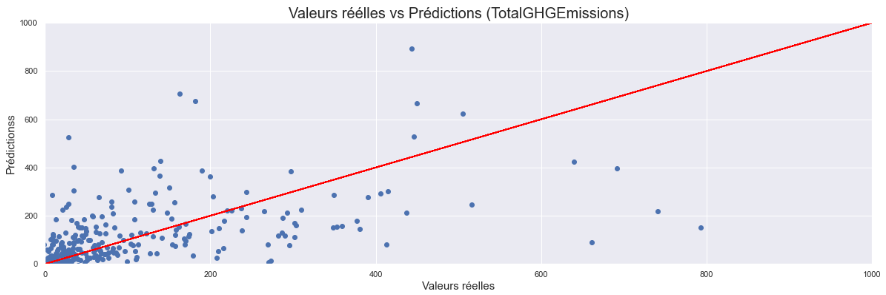 Valeurs réélles vs Prédictions (TotalGHGEmissions)
1000
800
600
400
200
0
Prédictionss
0 200 400 600 800 1000
Valeurs réelles